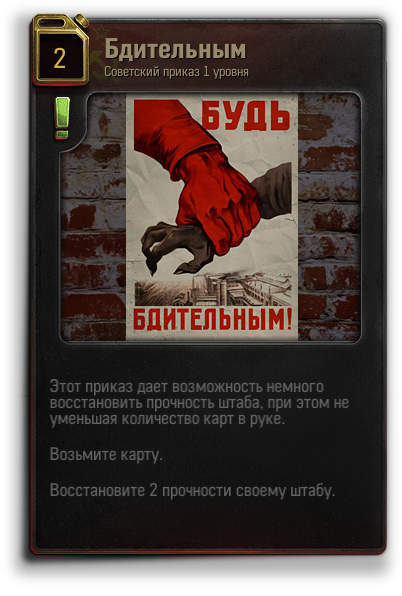 2
Бдительным
Советский приказ 1 уровня
БУДЬ
БДИТЕЛЬНЫМ!
Этот приказ дает возможность немного
восстановить прочность штаба, при этом не
уменьшая количество карт в руке.
Возьмите карту.
Восстановите 2 прочности своему штабу.